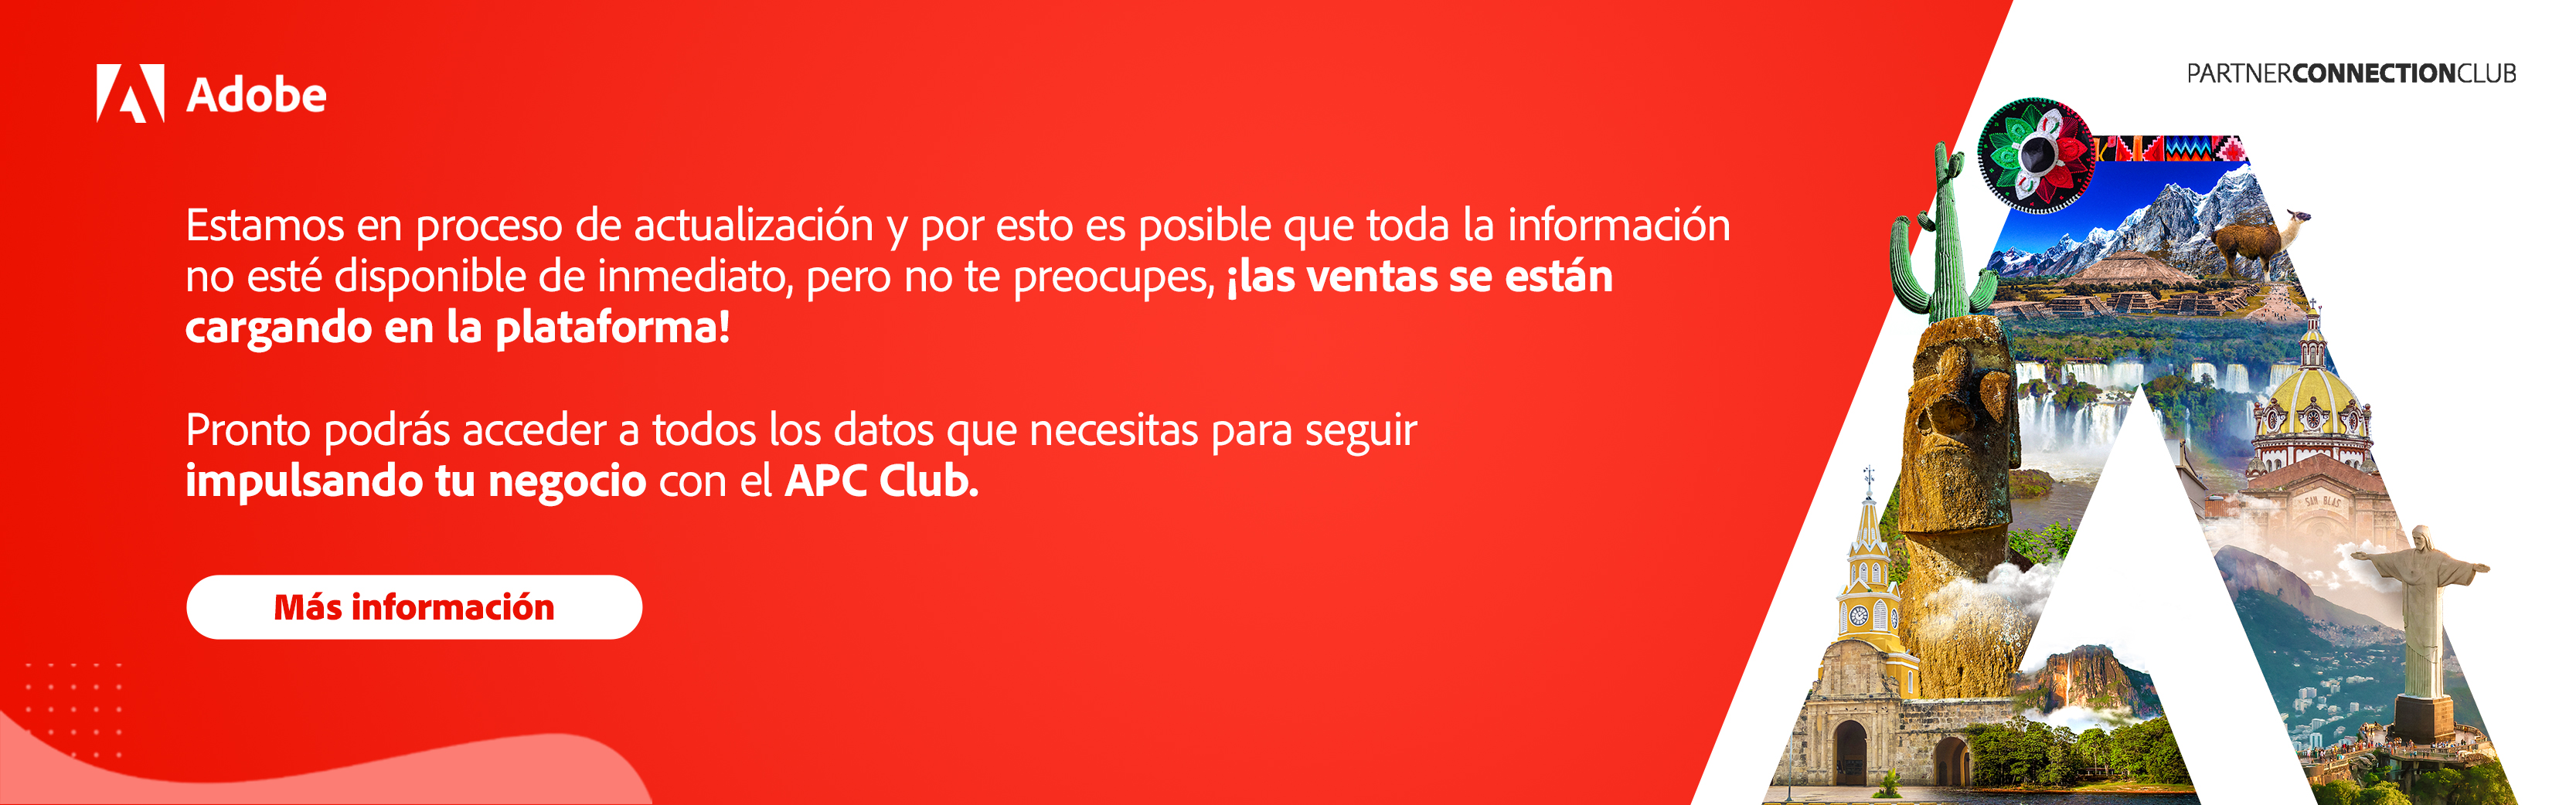 Adobe
PARTNERCONNECTIONCLUB
Estamos en proceso de actualización y por esto es posible que toda la información
no esté disponible de inmediato, pero no te preocupes, ¡las ventas se están
cargando en la plataforma!
Pronto podrás acceder a todos los datos que necesitas para seguir
impulsando tu negocio con el APC Club.
Más información
SAN BLAS